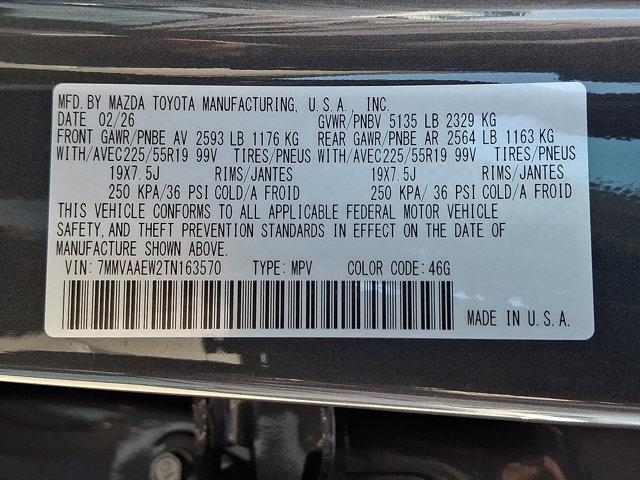 MFD. BY MAZDA TOYOTA MANUFACTURING, U.S.A., INC.
DATE 02/26 GVWR/PNBV 5135 LB 2329 KG
FRONT GAWR/PNBE AV 2593 LB 1176 KG REAR GAWR/PNBE AR 2564 LB 1163 KG
WITH/AVEC225/55R19 99V TIRES/PNEUS WITH/AVEC225/55R19 99V TIRES/PNEUS
19X7.5J RIMS/JANTES 19X7.5J RIMS/JANTES
250 KPA/36 PSI COLD/A FROID 250 KPA/ 36 PSI COLD/A FROID
THIS VEHICLE CONFORMS TO ALL APPLICABLE FEDERAL MOTOR VEHICLE
SAFETY, AND THEFT PREVENTION STANDARDS IN EFFECT ON THE DATE OF
MANUFACTURE SHOWN ABOVE.
VIN: 7MMVAAEW2TN163570 TYPE: MPV COLOR CODE: 46G
MADE IN U.S.A.